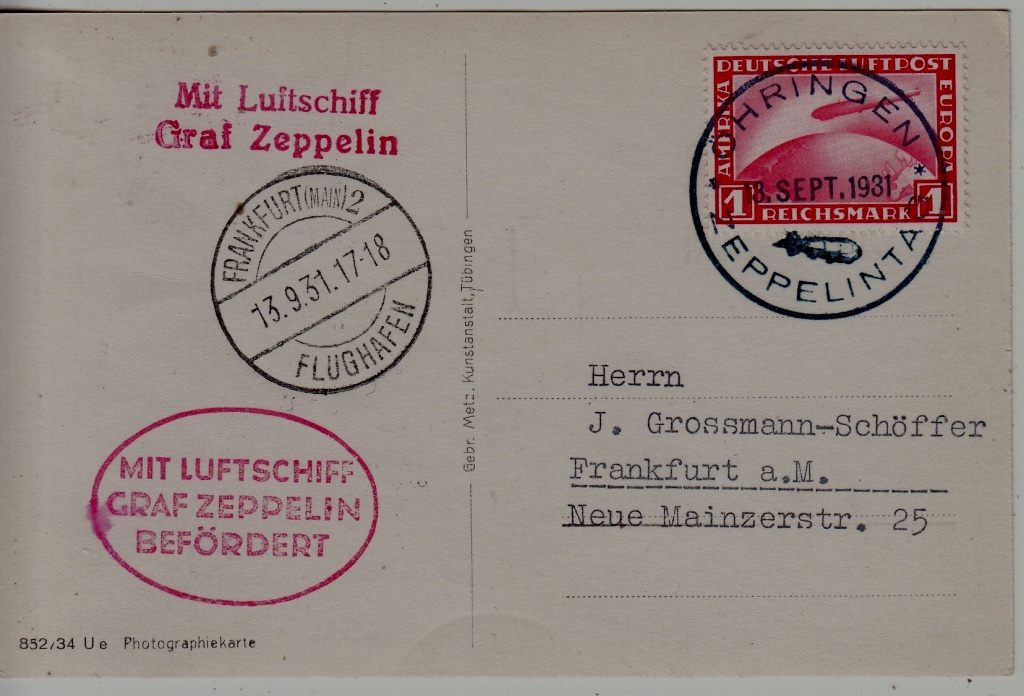 Mit Luftschiff
Graf Zeppelin
FRANKFURT (MAIN) 2
13.9.31.17-18
FLUGHAFEN
MIT LUFTSCHIFF
GRAF ZEPPELIN
BEFÖRDERT
852/34 Ue Photographiekarte
Gebr. Metz, Kunstanstalt, Tübingen
DEUTSCHE LUFTPOST
AMERIKA
EUROPA
1 REICHSMARK 1
ÖHRINGEN
13. SEPT. 1931
* ZEPPELINTAG *
Herrn
J. Grossmann-Schöffer
Frankfurt a.M.
Neue Mainzerstr. 25